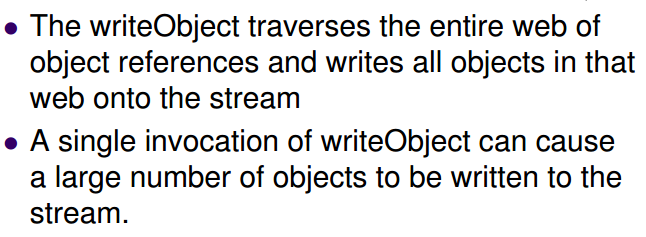 • The writeObject traverses the entire web of
object references and writes all objects in that
web onto the stream
• A single invocation of writeObject can cause
a large number of objects to be written to the
stream.